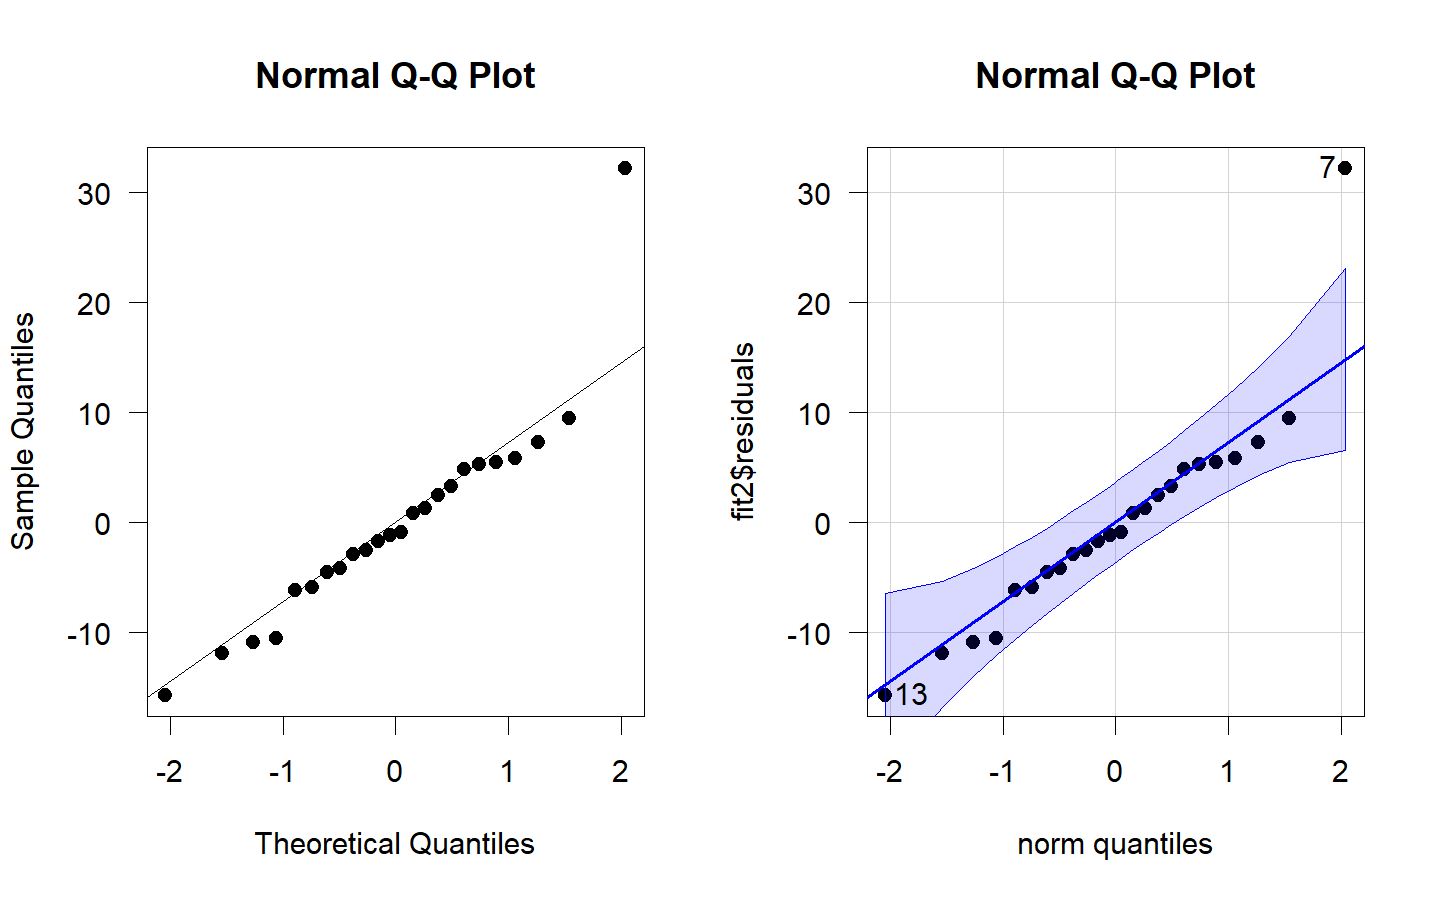 Normal Q-Q Plot
Sample Quantiles
30
20
10
0
-10
-2 -1 0 1 2
Theoretical Quantiles
Normal Q-Q Plot
fit2$residuals
30
20
10
0
-10
7
13
-2 -1 0 1 2
norm quantiles